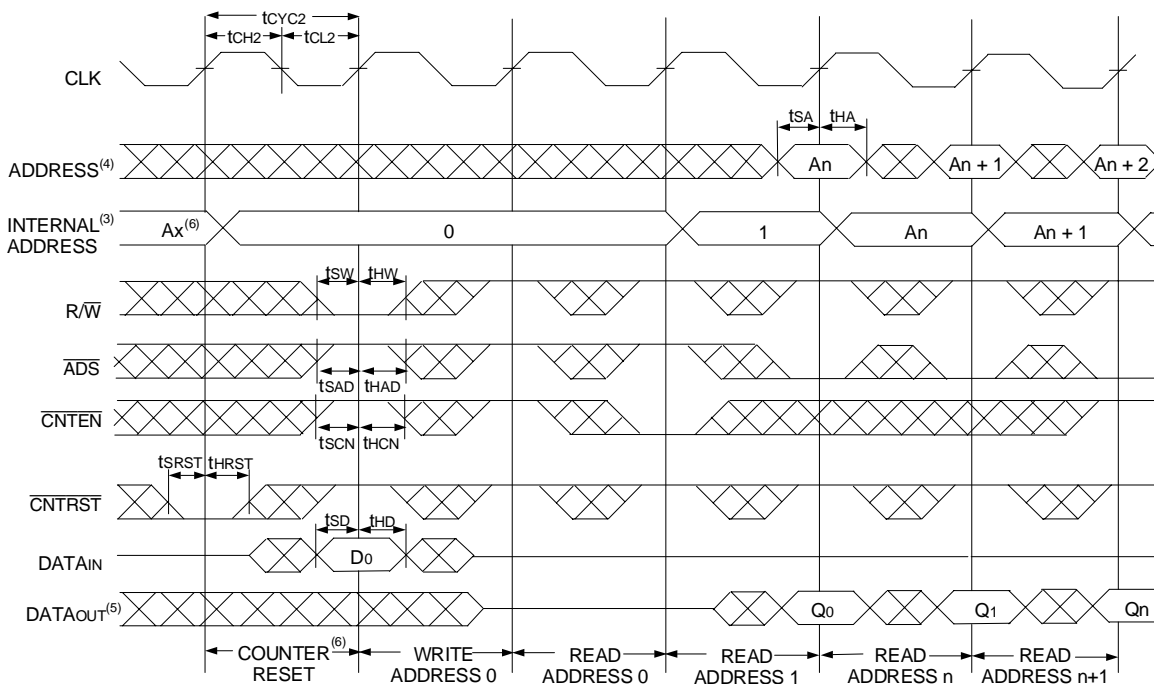 tCYC2
tCH2 tCL2
CLK
tSA tHA
ADDRESS(4) An An + 1 An + 2
INTERNAL(3) ADDRESS Ax(6) 0 1 An An + 1
tSW tHW
R/W̅
A̅D̅S̅
tSAD tHAD
C̅N̅T̅E̅N̅
tSCN tHCN
tSRST tHRST
C̅N̅T̅R̅S̅T̅
tSD tHD
DATAIN D0
DATAOUT(5) Q0 Q1 Qn
COUNTER(6) WRITE READ READ READ READ
RESET ADDRESS 0 ADDRESS 0 ADDRESS 1 ADDRESS n ADDRESS n+1